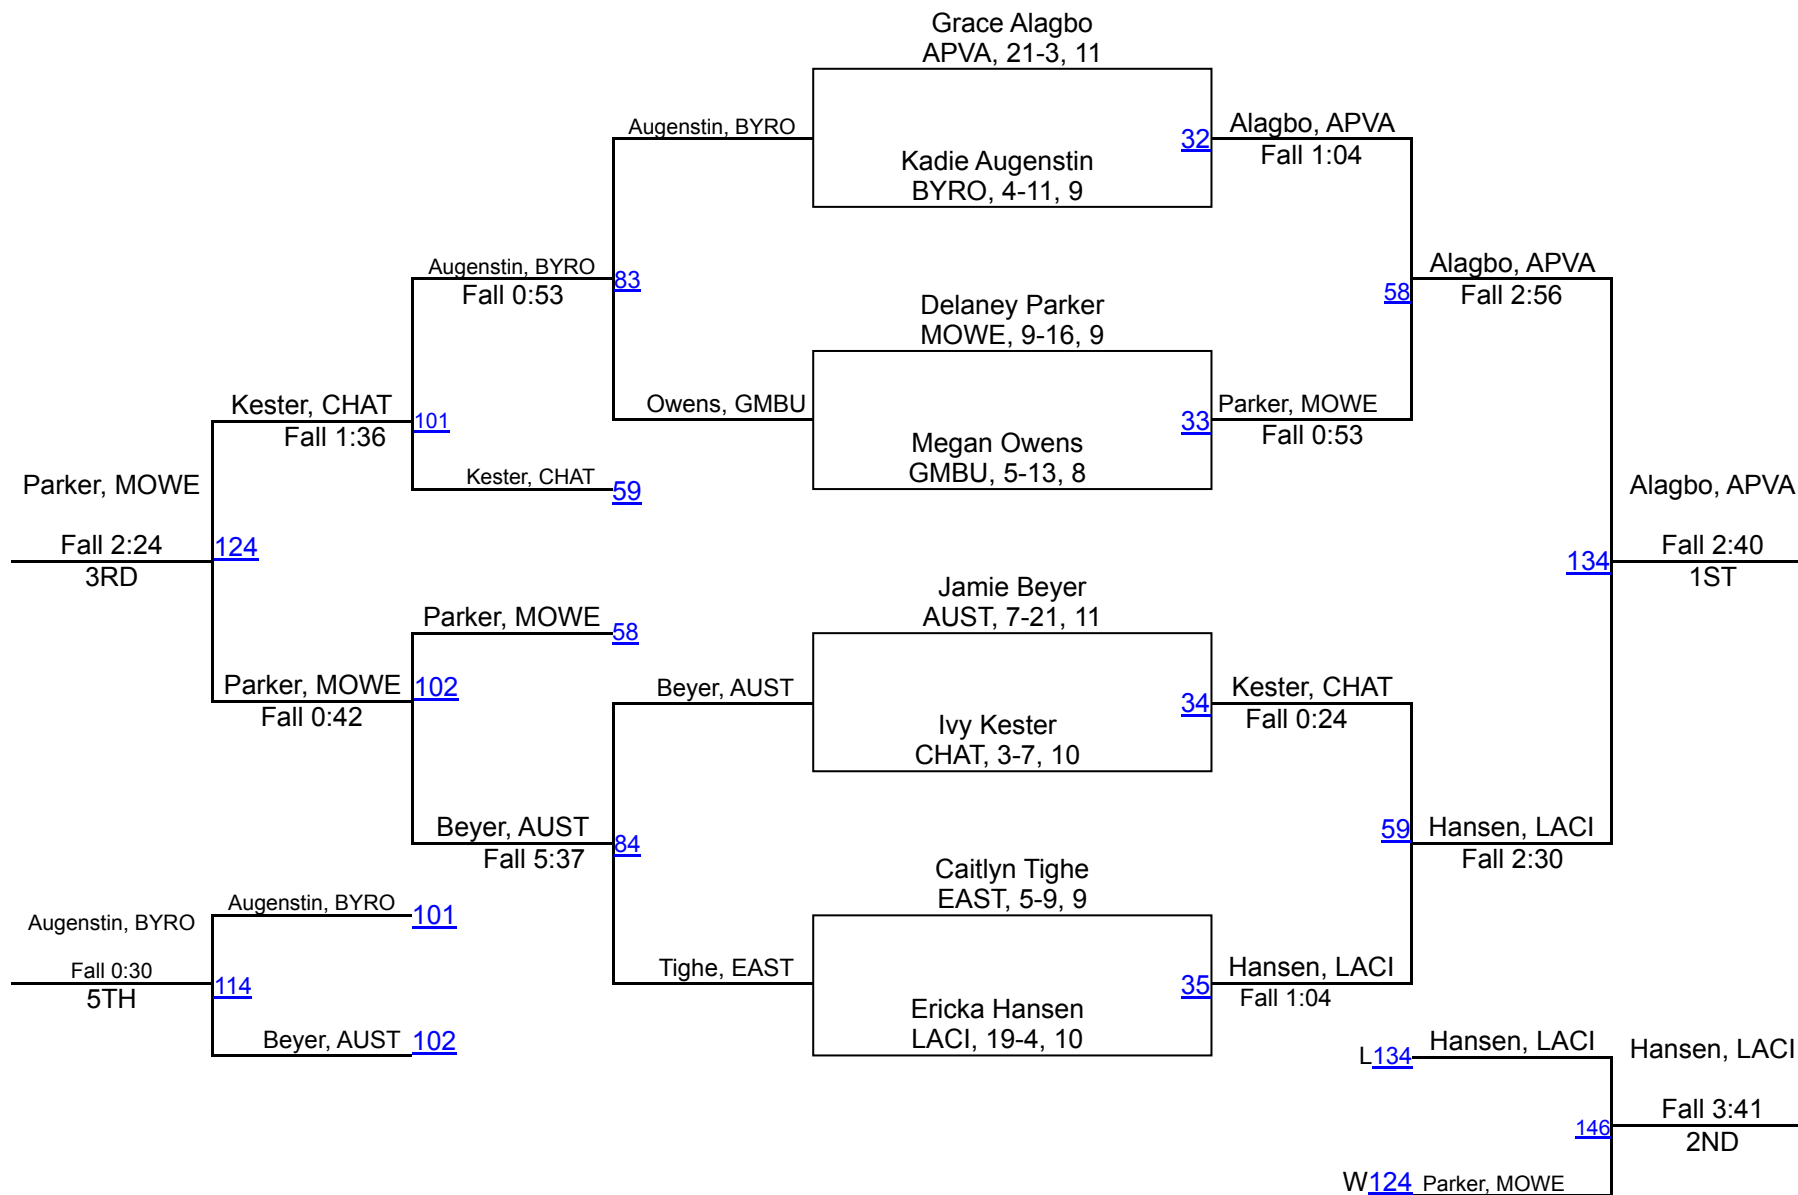 Grace Alagbo
APVA, 21-3, 11
Augenstin, BYRO
32
Alagbo, APVA
Fall 1:04
Kadie Augenstin
BYRO, 4-11, 9
Augenstin, BYRO
Fall 0:53
83
Alagbo, APVA
Fall 2:56
58
Delaney Parker
MOWE, 9-16, 9
Kester, CHAT
Fall 1:36
101
Owens, GMBU
33
Parker, MOWE
Fall 0:53
Megan Owens
GMBU, 5-13, 8
Kester, CHAT
59
Parker, MOWE
Fall 2:24
3RD
124
Alagbo, APVA
Fall 2:40
1ST
134
Jamie Beyer
AUST, 7-21, 11
Parker, MOWE
58
Parker, MOWE
Fall 0:42
102
Beyer, AUST
34
Kester, CHAT
Fall 0:24
Ivy Kester
CHAT, 3-7, 10
Beyer, AUST
Fall 5:37
84
59
Hansen, LACI
Fall 2:30
Caitlyn Tighe
EAST, 5-9, 9
Augenstin, BYRO
101
Augenstin, BYRO
Fall 0:30
5TH
114
Tighe, EAST
35
Hansen, LACI
Fall 1:04
Ericka Hansen
LACI, 19-4, 10
Beyer, AUST
102
L134
Hansen, LACI
Hansen, LACI
Fall 3:41
2ND
146
W124
Parker, MOWE